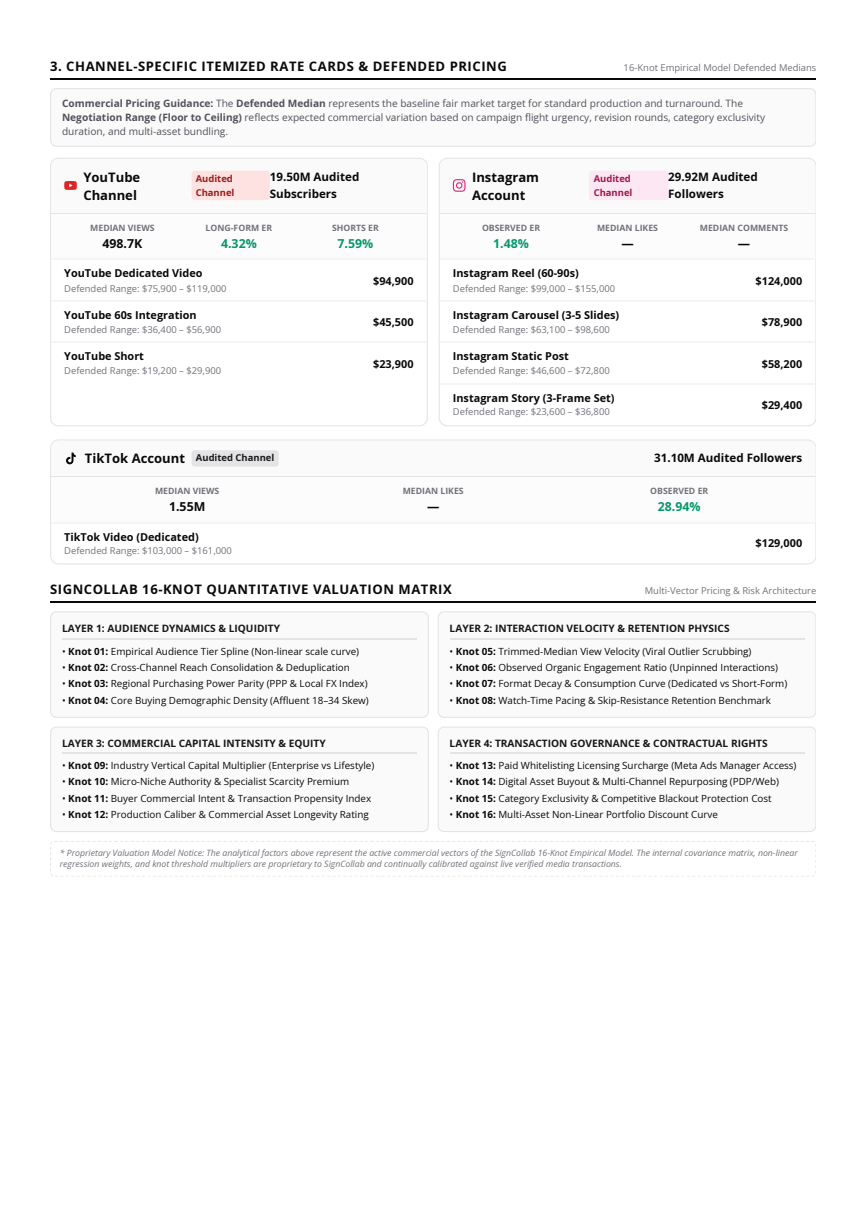 3. CHANNEL-SPECIFIC ITEMIZED RATE CARDS & DEFENDED PRICING
16-Knot Empirical Model Defended Medians
Commercial Pricing Guidance: The Defended Median represents the baseline fair market target for standard production and turnaround. The
Negotiation Range (Floor to Ceiling) reflects expected commercial variation based on campaign flight urgency, revision rounds, category exclusivity
duration, and multi-asset bundling.
YouTube
Channel
Audited
Channel
19.50M Audited
Subscribers
MEDIAN VIEWS
LONG-FORM ER
SHORTS ER
498.7K
4.32%
7.59%
YouTube Dedicated Video
Defended Range: $75,900 – $119,000
$94,900
YouTube 60s Integration
Defended Range: $36,400 – $56,900
$45,500
YouTube Short
Defended Range: $19,200 – $29,900
$23,900
Instagram
Account
Audited
Channel
29.92M Audited
Followers
OBSERVED ER
MEDIAN LIKES
MEDIAN COMMENTS
1.48%
—
—
Instagram Reel (60-90s)
Defended Range: $99,000 – $155,000
$124,000
Instagram Carousel (3-5 Slides)
Defended Range: $63,100 – $98,600
$78,900
Instagram Static Post
Defended Range: $46,600 – $72,800
$58,200
Instagram Story (3-Frame Set)
Defended Range: $23,600 – $36,800
$29,400
TikTok Account
Audited Channel
31.10M Audited Followers
MEDIAN VIEWS
MEDIAN LIKES
OBSERVED ER
1.55M
—
28.94%
TikTok Video (Dedicated)
Defended Range: $103,000 – $161,000
$129,000
SIGNCOLLAB 16-KNOT QUANTITATIVE VALUATION MATRIX
Multi-Vector Pricing & Risk Architecture
LAYER 1: AUDIENCE DYNAMICS & LIQUIDITY
• Knot 01: Empirical Audience Tier Spline (Non-linear scale curve)
• Knot 02: Cross-Channel Reach Consolidation & Deduplication
• Knot 03: Regional Purchasing Power Parity (PPP & Local FX Index)
• Knot 04: Core Buying Demographic Density (Affluent 18–34 Skew)
LAYER 2: INTERACTION VELOCITY & RETENTION PHYSICS
• Knot 05: Trimmed-Median View Velocity (Viral Outlier Scrubbing)
• Knot 06: Observed Organic Engagement Ratio (Unpinned Interactions)
• Knot 07: Format Decay & Consumption Curve (Dedicated vs Short-Form)
• Knot 08: Watch-Time Pacing & Skip-Resistance Retention Benchmark
LAYER 3: COMMERCIAL CAPITAL INTENSITY & EQUITY
• Knot 09: Industry Vertical Capital Multiplier (Enterprise vs Lifestyle)
• Knot 10: Micro-Niche Authority & Specialist Scarcity Premium
• Knot 11: Buyer Commercial Intent & Transaction Propensity Index
• Knot 12: Production Caliber & Commercial Asset Longevity Rating
LAYER 4: TRANSACTION GOVERNANCE & CONTRACTUAL RIGHTS
• Knot 13: Paid Whitelisting Licensing Surcharge (Meta Ads Manager Access)
• Knot 14: Digital Asset Buyout & Multi-Channel Repurposing (PDP/Web)
• Knot 15: Category Exclusivity & Competitive Blackout Protection Cost
• Knot 16: Multi-Asset Non-Linear Portfolio Discount Curve
* Proprietary Valuation Model Notice: The analytical factors above represent the active commercial vectors of the SignCollab 16-Knot Empirical Model. The internal covariance matrix, non-linear
regression weights, and knot threshold multipliers are proprietary to SignCollab and continually calibrated against live verified media transactions.